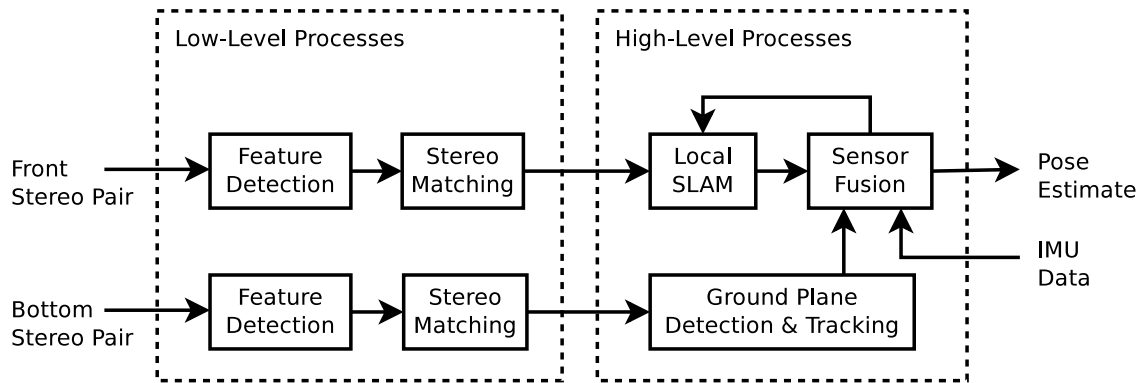 Low-Level Processes
High-Level Processes
Front
Stereo Pair
Feature
Detection
Stereo
Matching
Local
SLAM
Sensor
Fusion
Pose
Estimate
IMU
Data
Bottom
Stereo Pair
Feature
Detection
Stereo
Matching
Ground Plane
Detection & Tracking